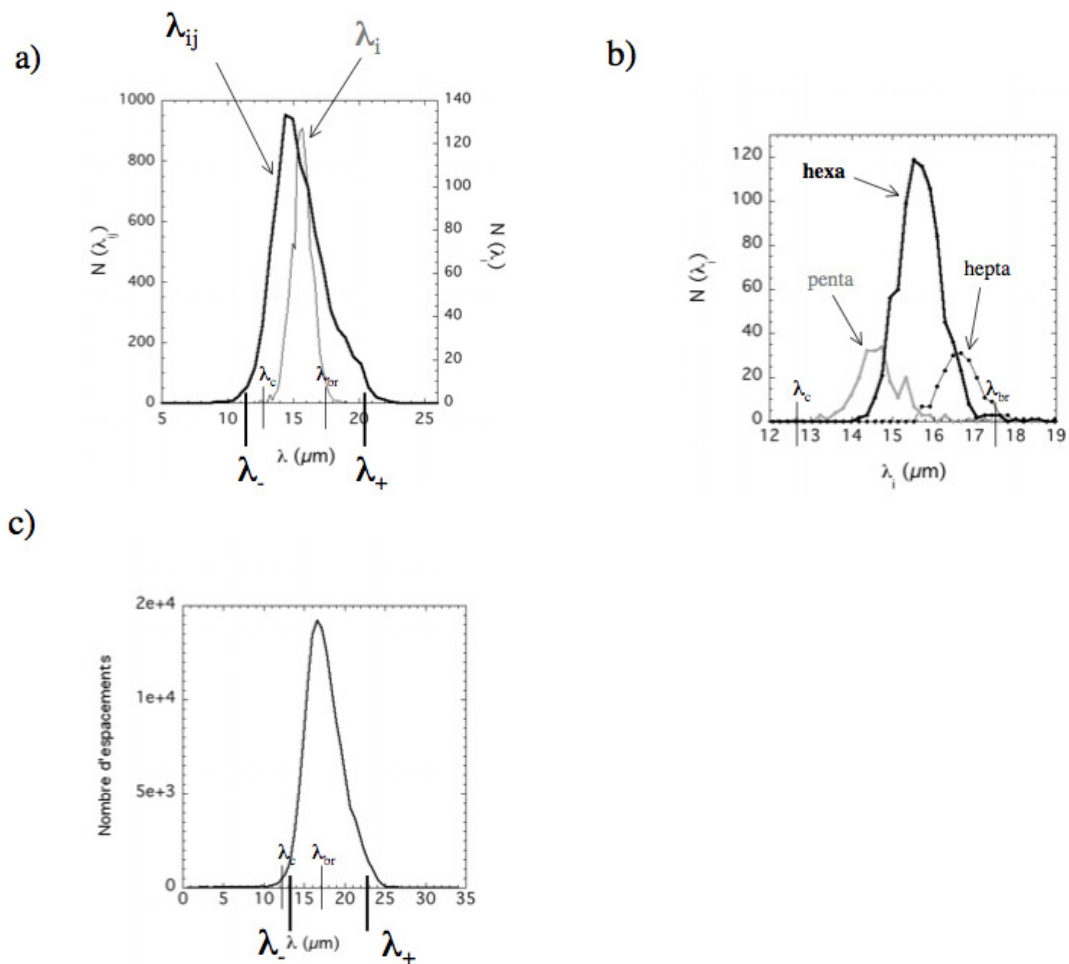 a)
λij
λi
1000
800
600
400
200
0
N (λij)
140
120
100
80
60
40
20
0
N (λi)
λc
λbr
5 10 15 20 25
λ (µm)
λ-
λ+
b)
120
100
80
60
40
20
0
N (λi)
hexa
penta
hepta
λc
λbr
12 13 14 15 16 17 18 19
λi (µm)
c)
2e+4
1e+4
5e+3
0
Nombre d'espacements
λc
λbr
0 5 10 15 20 25 30 35
λ- λ (µm) λ+